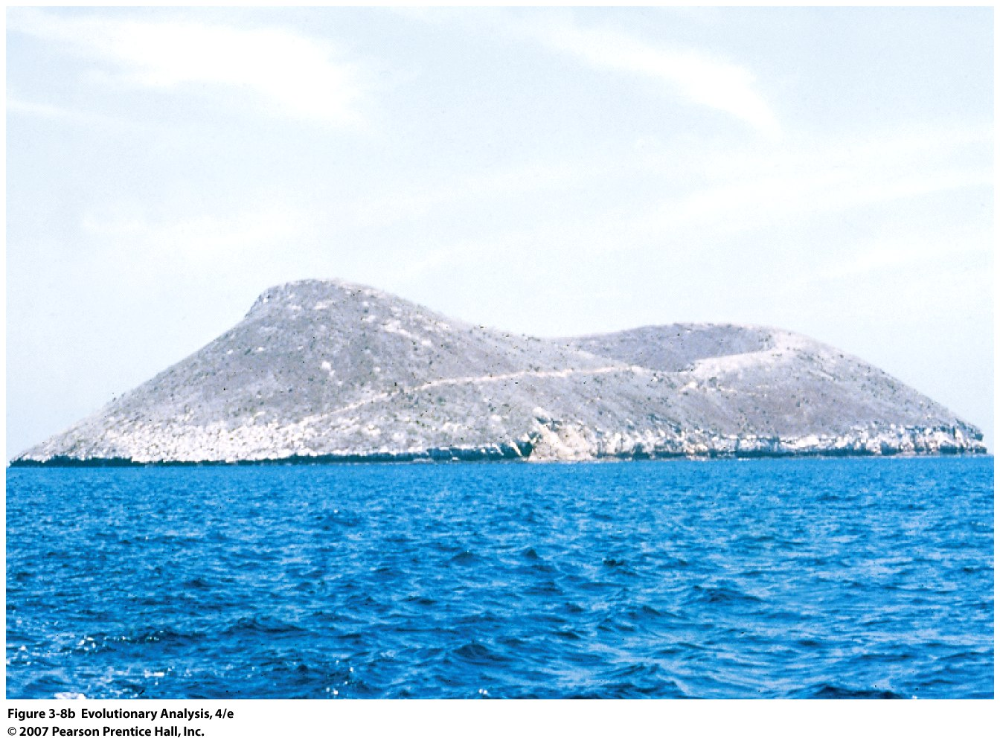 Figure 3-8b Evolutionary Analysis, 4/e
© 2007 Pearson Prentice Hall, Inc.